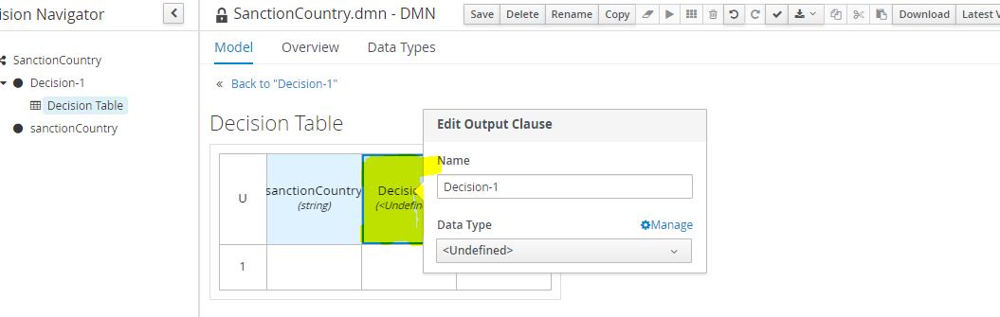 ision Navigator
SanctionCountry.dmn - DMN
Save
Delete
Rename
Copy
Download
Latest V
Model
Overview
Data Types
SanctionCountry
Decision-1
Decision Table
sanctionCountry
« Back to "Decision-1"
Decision Table
U
sanctionCountry
(string)
Decisi
(<Undefin
1
Edit Output Clause
Name
Decision-1
Data Type
Manage
<Undefined>